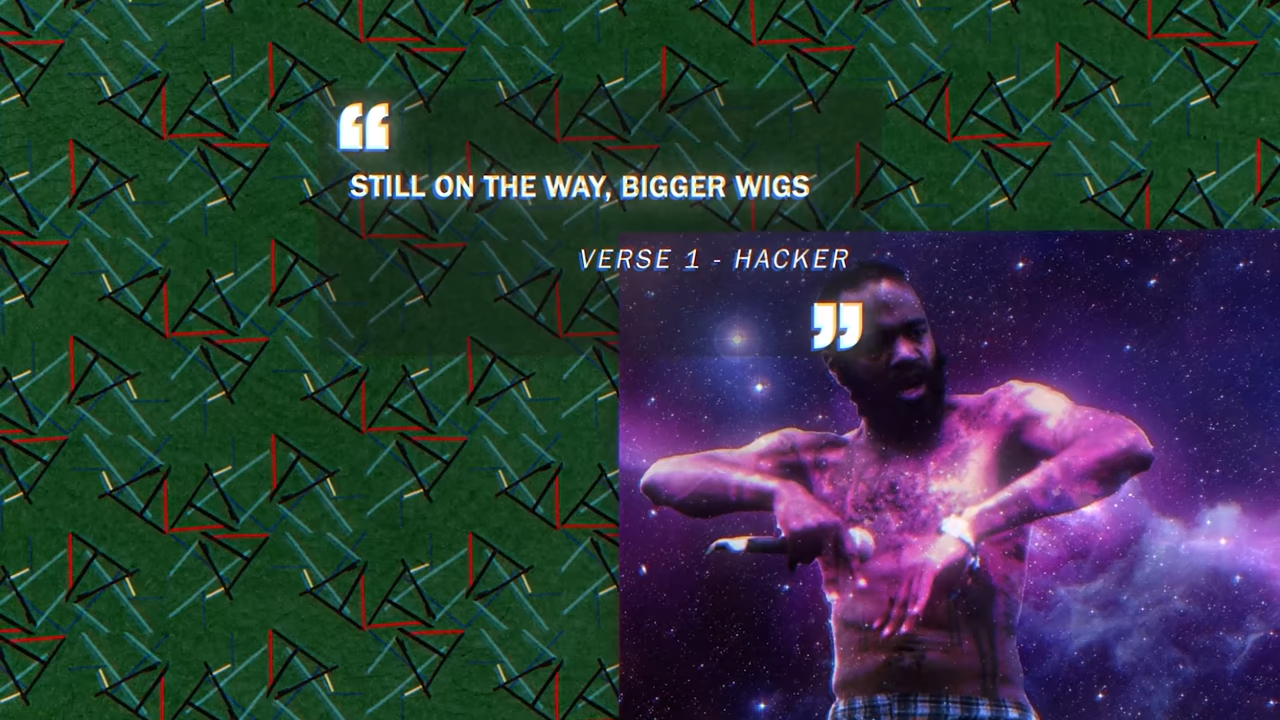 “
STILL ON THE WAY, BIGGER WIGS
VERSE 1 - HACKER
”